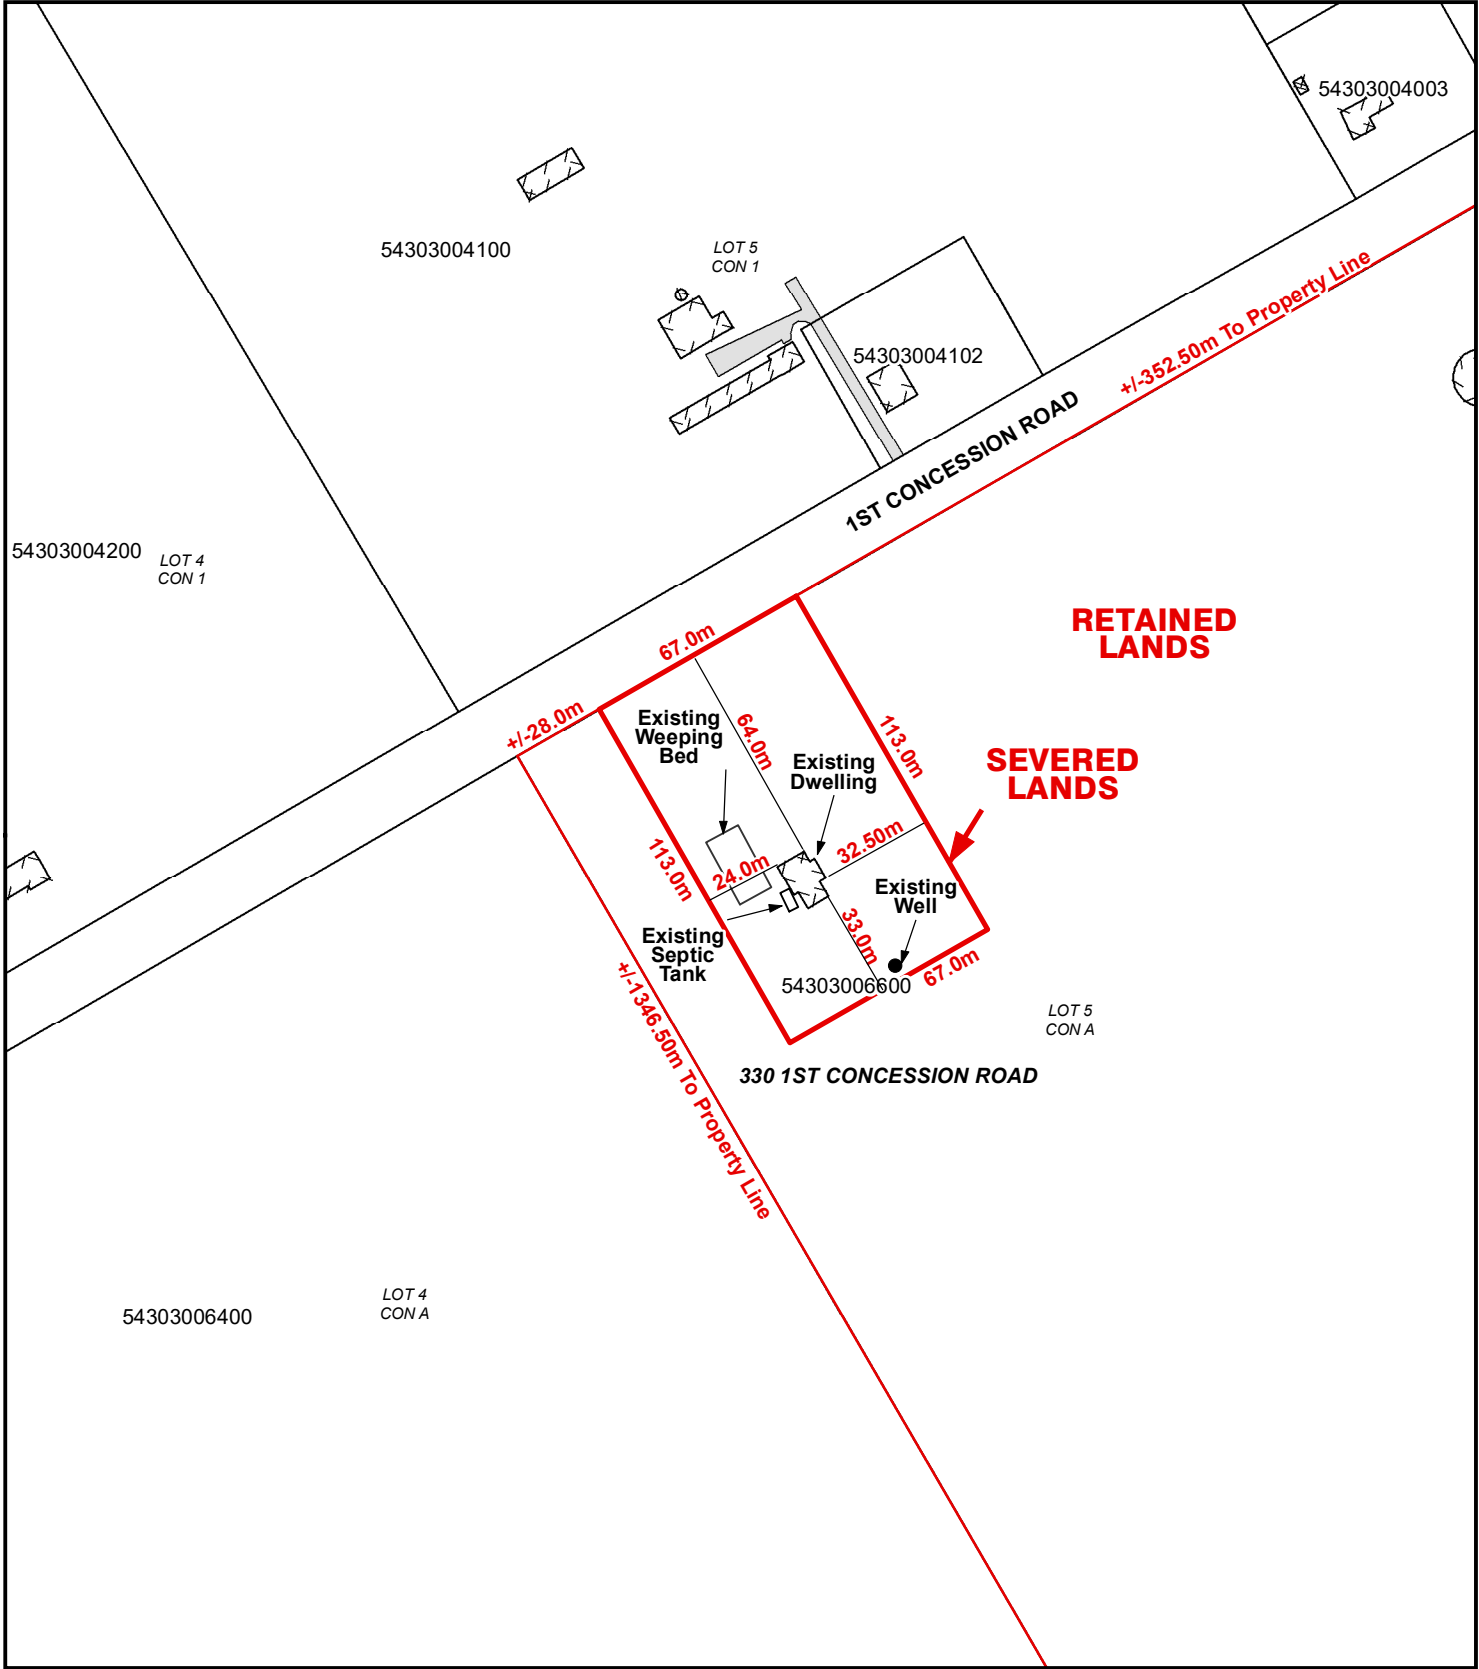 54303004003
54303004100
LOT 5
CON 1
+/-352.50m To Property Line
54303004102
1ST CONCESSION ROAD
54303004200
LOT 4
CON 1
RETAINED
LANDS
67.0m
+/-28.0m
Existing
Weeping
Bed
64.0m
113.0m
Existing
Dwelling
SEVERED
LANDS
113.0m
24.0m
32.50m
Existing
Well
Existing
Septic
Tank
33.0m
67.0m
54303006600
+/-1346.50m To Property Line
LOT 5
CON A
330 1ST CONCESSION ROAD
54303006400
LOT 4
CON A